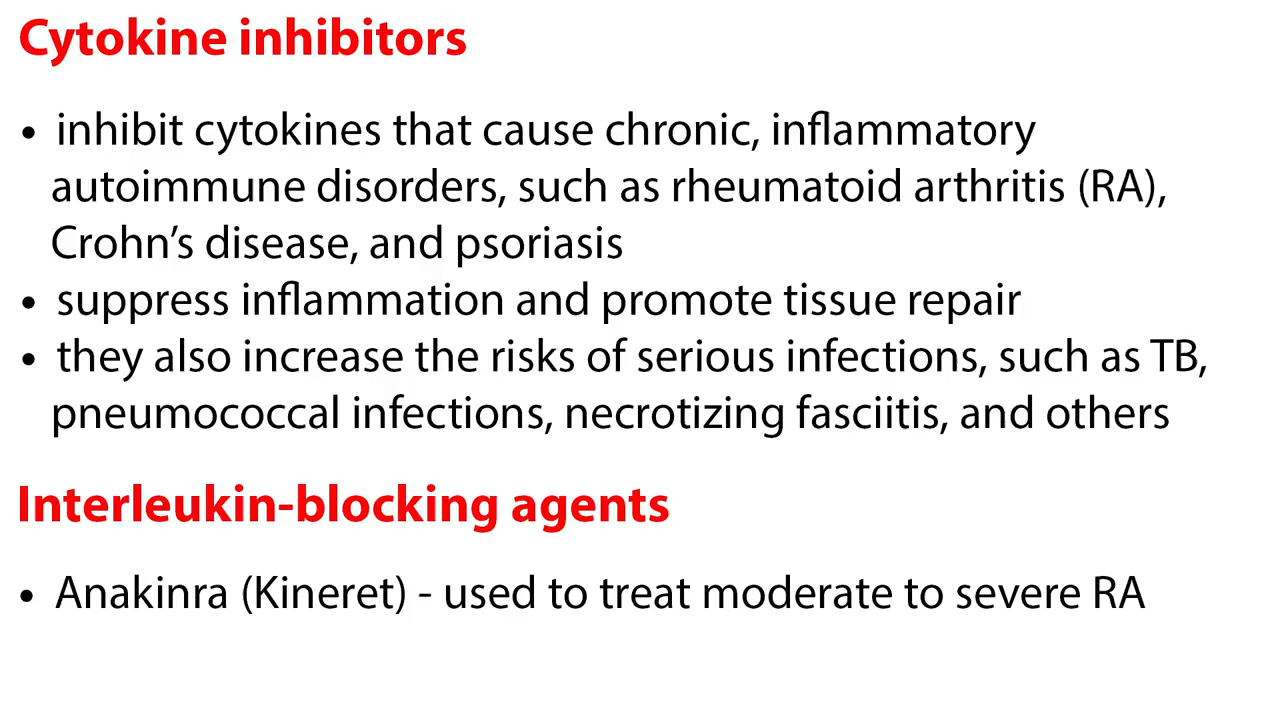 Cytokine inhibitors
• inhibit cytokines that cause chronic, inflammatory
autoimmune disorders, such as rheumatoid arthritis (RA),
Crohn’s disease, and psoriasis
• suppress inflammation and promote tissue repair
• they also increase the risks of serious infections, such as TB,
pneumococcal infections, necrotizing fasciitis, and others
Interleukin-blocking agents
• Anakinra (Kineret) - used to treat moderate to severe RA